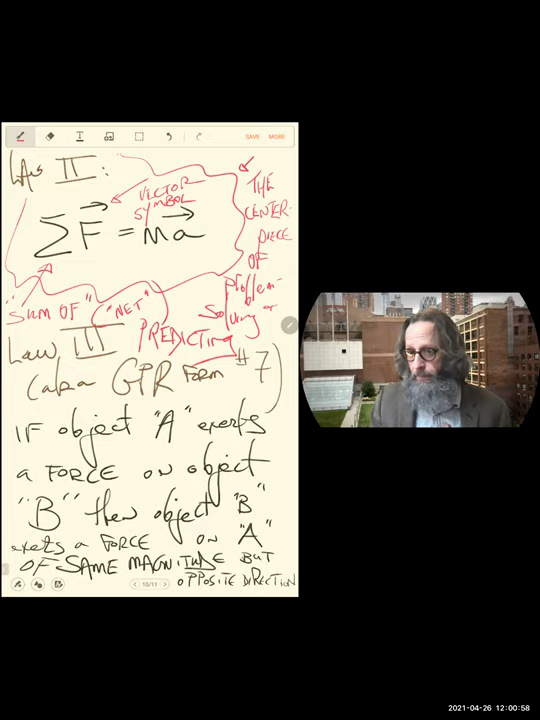 SAVE MORE
LAW II:
VECTOR
SYMBOL
ΣF = ma
THE
CENTER-
PIECE
OF
problem-
solving or
PREDICTING
"SUM OF" ("NET")
Law III
(aka GPR FORM #7)
IF object "A" exerts
a FORCE ON object
"B" then object "B"
exerts a FORCE ON "A"
OF SAME MAGNITUDE BUT
OPPOSITE DIRECTION
10/11
2021-04-26 12:00:58